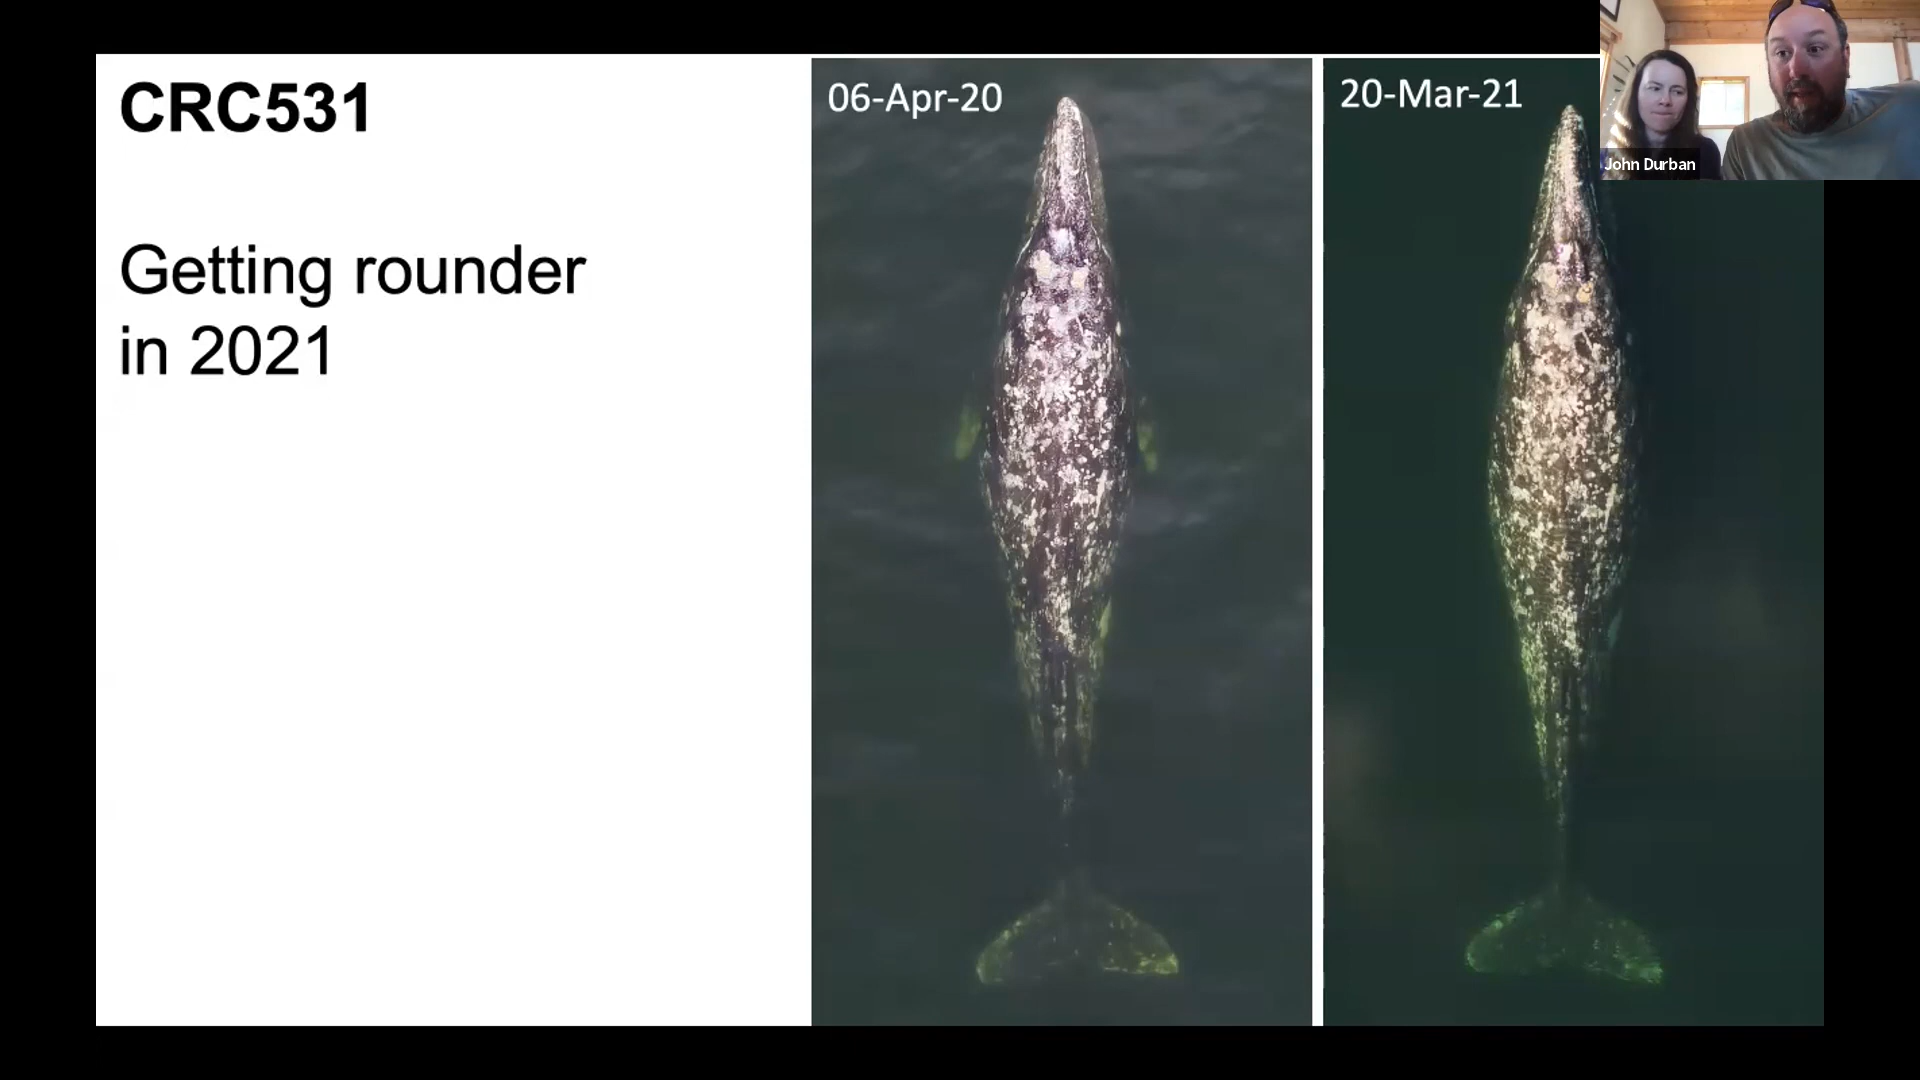 CRC531
Getting rounder
in 2021
06-Apr-20
20-Mar-21
John Durban